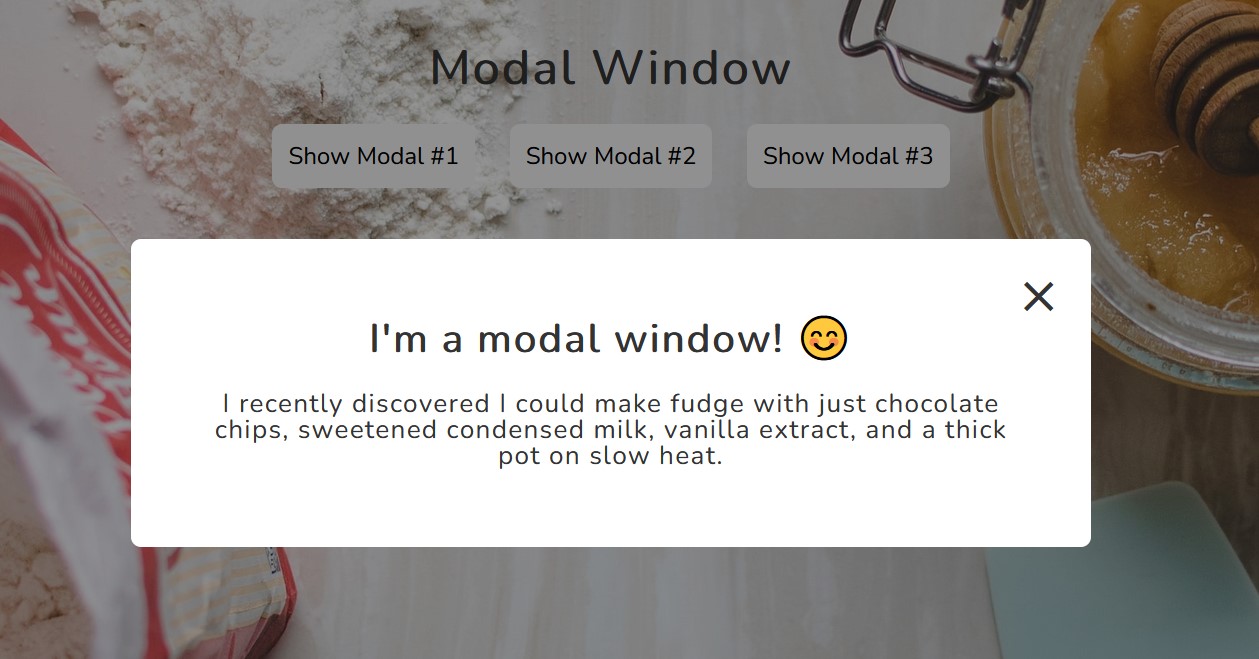 Modal Window
Show Modal #1 Show Modal #2 Show Modal #3
I'm a modal window! 😊
I recently discovered I could make fudge with just chocolate
chips, sweetened condensed milk, vanilla extract, and a thick
pot on slow heat.